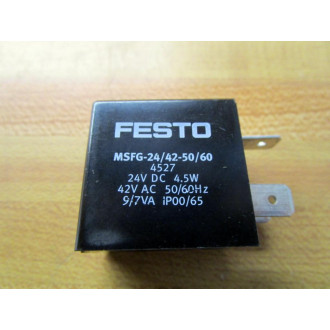 FESTO
MSFG-24/42-50/60
4527
24V DC 4.5W
42V AC 50/60Hz
9/7VA iP00/65